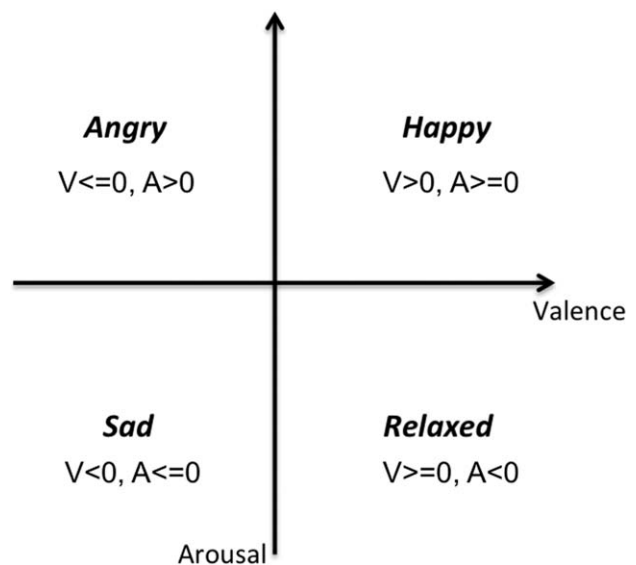 Angry
Happy
V<=0, A>0
V>0, A>=0
Valence
Sad
Relaxed
V<0, A<=0
V>=0, A<0
Arousal